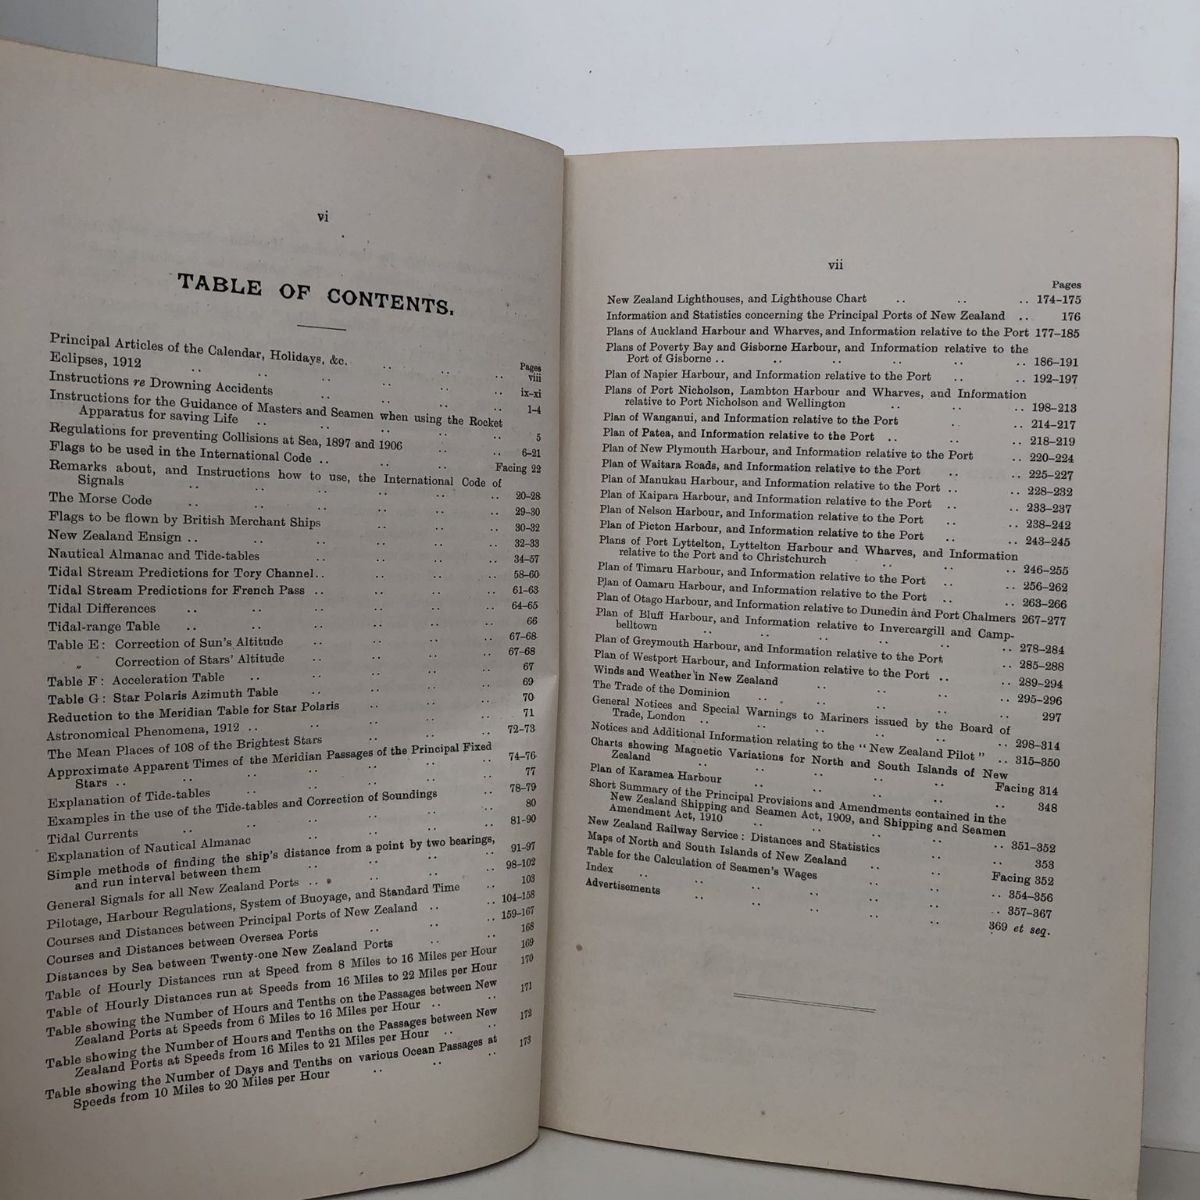 vi
TABLE OF CONTENTS.
Pages
Principal Articles of the Calendar, Holidays, &c. .. .. .. viii
Eclipses, 1912 .. .. .. .. .. ix-xi
Instructions re Drowning Accidents .. .. .. .. 1-4
Instructions for the Guidance of Masters and Seamen when using the Rocket
Apparatus for saving Life .. .. .. .. .. 5
Regulations for preventing Collisions at Sea, 1897 and 1906 .. .. 6-21
Flags to be used in the International Code .. .. .. Facing 22
Remarks about, and Instructions how to use, the International Code of
Signals .. .. .. .. .. .. 20-28
The Morse Code .. .. .. .. .. 29-30
Flags to be flown by British Merchant Ships .. .. .. 30-32
New Zealand Ensign .. .. .. .. .. .. 32-33
Nautical Almanac and Tide-tables .. .. .. .. 34-57
Tidal Stream Predictions for Tory Channel .. .. .. .. 58-60
Tidal Stream Predictions for French Pass .. .. .. .. 61-63
Tidal Differences .. .. .. .. .. .. 64-65
Tidal-range Table .. .. .. .. .. .. 66
Table E: Correction of Sun's Altitude .. .. .. .. 67-68
„ Correction of Stars' Altitude .. .. .. .. 67-68
Table F: Acceleration Table .. .. .. .. .. 67
Table G: Star Polaris Azimuth Table .. .. .. .. 69
Reduction to the Meridian Table for Star Polaris .. .. .. 70
Astronomical Phenomena, 1912 .. .. .. .. .. 71
The Mean Places of 108 of the Brightest Stars .. .. .. 72-73
Approximate Apparent Times of the Meridian Passages of the Principal Fixed
Stars .. .. .. .. .. .. .. 74-76
Explanation of Tide-tables .. .. .. .. .. 77
Examples in the use of the Tide-tables and Correction of Soundings .. 78-79
Tidal Currents .. .. .. .. .. .. 80
Explanation of Nautical Almanac .. .. .. .. 81-90
Simple methods of finding the ship's distance from a point by two bearings,
and run interval between them .. .. .. .. 91-97
General Signals for all New Zealand Ports .. .. .. .. 98-102
Pilotage, Harbour Regulations, System of Buoyage, and Standard Time .. 103
Courses and Distances between Principal Ports of New Zealand .. .. 104-158
Courses and Distances between Oversea Ports .. .. .. 159-167
Distances by Sea between Twenty-one New Zealand Ports .. .. 168
Table of Hourly Distances run at Speed from 8 Miles to 16 Miles per Hour 169
Table of Hourly Distances run at Speeds from 16 Miles to 22 Miles per Hour 170
Table showing the Number of Hours and Tenths on the Passages between New
Zealand Ports at Speeds from 6 Miles to 16 Miles per Hour .. .. 171
Table showing the Number of Hours and Tenths on the Passages between New
Zealand Ports at Speeds from 16 Miles to 21 Miles per Hour .. .. 172
Table showing the Number of Days and Tenths on various Ocean Passages at
Speeds from 10 Miles to 20 Miles per Hour .. .. .. 173
vii
Pages
New Zealand Lighthouses, and Lighthouse Chart .. .. .. 174-175
Information and Statistics concerning the Principal Ports of New Zealand .. 176
Plans of Auckland Harbour and Wharves, and Information relative to the Port 177-185
Plans of Poverty Bay and Gisborne Harbour, and Information relative to the
Port of Gisborne .. .. .. .. .. .. 186-191
Plan of Napier Harbour, and Information relative to the Port .. .. 192-197
Plans of Port Nicholson, Lambton Harbour and Wharves, and Information
relative to Port Nicholson and Wellington .. .. .. 198-213
Plan of Wanganui, and Information relative to the Port .. .. 214-217
Plan of Patea, and Information relative to the Port .. .. .. 218-219
Plan of New Plymouth Harbour, and Information relative to the Port .. 220-224
Plan of Waitara Roads, and Information relative to the Port .. .. 225-227
Plan of Manukau Harbour, and Information relative to the Port .. .. 228-232
Plan of Kaipara Harbour, and Information relative to the Port .. .. 233-237
Plan of Nelson Harbour, and Information relative to the Port .. .. 238-242
Plan of Picton Harbour, and Information relative to the Port .. .. 243-245
Plans of Port Lyttelton, Lyttelton Harbour and Wharves, and Information
relative to the Port and to Christchurch .. .. .. 246-255
Plan of Timaru Harbour, and Information relative to the Port .. .. 256-262
Plan of Oamaru Harbour, and Information relative to the Port .. .. 263-266
Plan of Otago Harbour, and Information relative to Dunedin and Port Chalmers 267-277
Plan of Bluff Harbour, and Information relative to Invercargill and Camp-
belltown .. .. .. .. .. .. 278-284
Plan of Greymouth Harbour, and Information relative to the Port .. 285-288
Plan of Westport Harbour, and Information relative to the Port .. .. 289-294
Winds and Weather in New Zealand .. .. .. .. 295-296
The Trade of the Dominion .. .. .. .. .. 297
General Notices and Special Warnings to Mariners issued by the Board of
Trade, London .. .. .. .. .. .. 298-314
Notices and Additional Information relating to the "New Zealand Pilot" .. 315-350
Charts showing Magnetic Variations for North and South Islands of New
Zealand .. .. .. .. .. Facing 314
Plan of Karamea Harbour .. .. .. .. .. 348
Short Summary of the Principal Provisions and Amendments contained in the
New Zealand Shipping and Seamen Act, 1909, and Shipping and Seamen
Amendment Act, 1910 .. .. .. .. .. 351-352
New Zealand Railway Service: Distances and Statistics .. .. 353
Maps of North and South Islands of New Zealand .. .. Facing 352
Table for the Calculation of Seamen's Wages .. .. .. 354-356
Index .. .. .. .. .. .. .. 357-367
Advertisements .. .. .. .. .. 369 et seq.